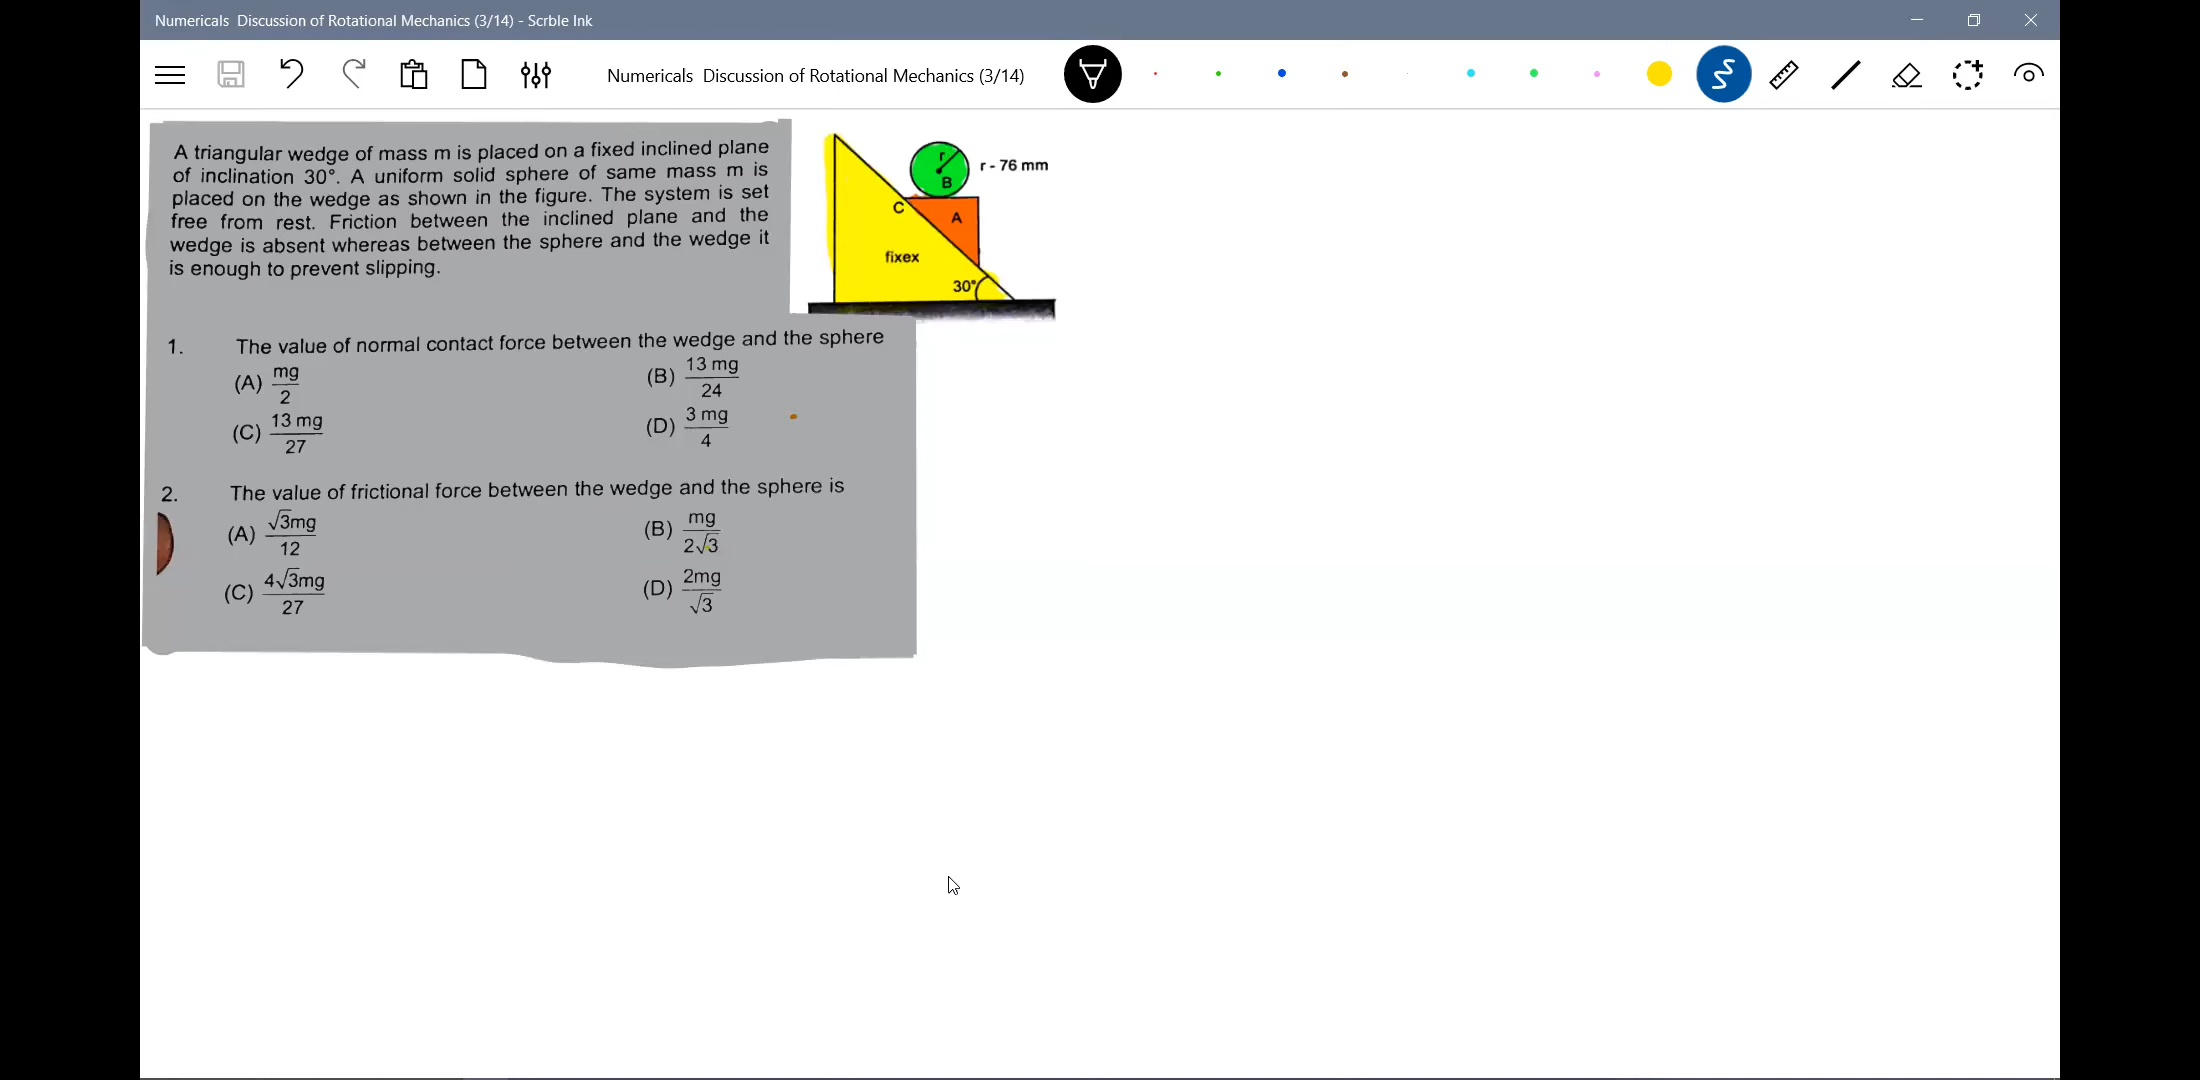 Numericals  Discussion of Rotational Mechanics (3/14) - Scrble Ink
Numericals  Discussion of Rotational Mechanics (3/14)
A triangular wedge of mass m is placed on a fixed inclined plane
of inclination 30°. A uniform solid sphere of same mass m is
placed on the wedge as shown in the figure. The system is set
free from rest. Friction between the inclined plane and the
wedge is absent whereas between the sphere and the wedge it
is enough to prevent slipping.
r
B
r - 76 mm
C
A
fixex
30°
1. The value of normal contact force between the wedge and the sphere
(A) mg/2 (B) 13 mg/24
(C) 13 mg/27 (D) 3 mg/4
2. The value of frictional force between the wedge and the sphere is
(A) √3mg/12 (B) mg/2√3
(C) 4√3mg/27 (D) 2mg/√3